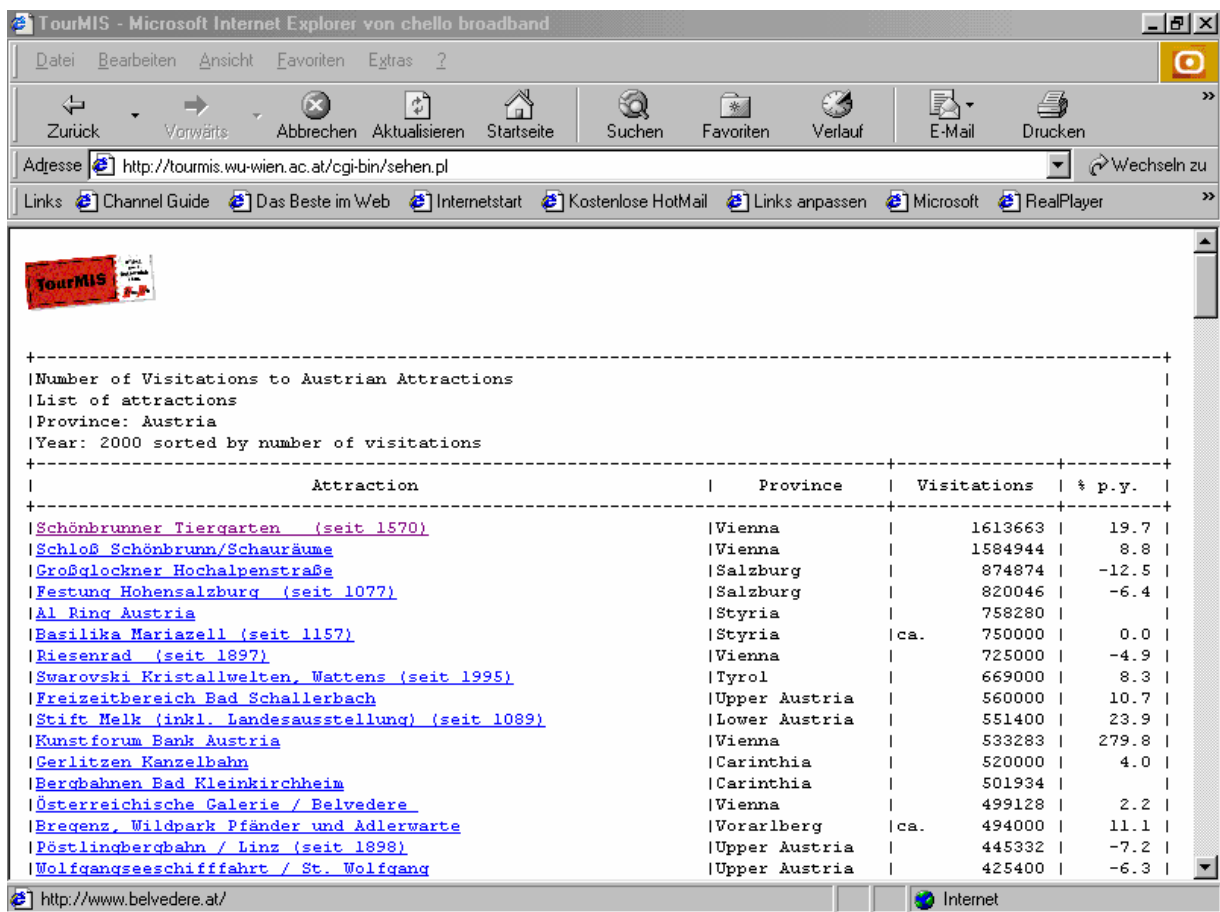 TourMIS - Microsoft Internet Explorer von chello broadband
Datei Bearbeiten Ansicht Favoriten Extras ?
Zurück Vorwärts Abbrechen Aktualisieren Startseite Suchen Favoriten Verlauf E-Mail Drucken »
Adresse http://tourmis.wu-wien.ac.at/cgi-bin/sehen.pl Wechseln zu
Links Channel Guide Das Beste im Web Internetstart Kostenlose HotMail Links anpassen Microsoft RealPlayer »
TourMIS
Number of Visitations to Austrian Attractions
List of attractions
Province: Austria
Year: 2000 sorted by number of visitations
Attraction | Province | Visitations | % p.y. |
|Schönbrunner Tiergarten (seit 1570) |Vienna | 1613663 | 19.7 |
|Schloß Schönbrunn/Schauräume |Vienna | 1584944 | 8.8 |
|Großglockner Hochalpenstraße |Salzburg | 874874 | -12.5 |
|Festung Hohensalzburg (seit 1077) |Salzburg | 820046 | -6.4 |
|A1 Ring Austria |Styria | 758280 | |
|Basilika Mariazell (seit 1157) |Styria |ca. 750000 | 0.0 |
|Riesenrad (seit 1897) |Vienna | 725000 | -4.9 |
|Swarovski Kristallwelten, Wattens (seit 1995) |Tyrol | 669000 | 8.3 |
|Freizeitbereich Bad Schallerbach |Upper Austria | 560000 | 10.7 |
|Stift Melk (inkl. Landesausstellung) (seit 1089) |Lower Austria | 551400 | 23.9 |
|Kunstforum Bank Austria |Vienna | 533283 | 279.8 |
|Gerlitzen Kanzelbahn |Carinthia | 520000 | 4.0 |
|Bergbahnen Bad Kleinkirchheim |Carinthia | 501934 | |
|Österreichische Galerie / Belvedere |Vienna | 499128 | 2.2 |
|Bregenz, Wildpark Pfänder und Adlerwarte |Vorarlberg |ca. 494000 | 11.1 |
|Pöstlingbergbahn / Linz (seit 1898) |Upper Austria | 445332 | -7.2 |
|Wolfgangseeschifffahrt / St. Wolfgang |Upper Austria | 425400 | -6.3 |
http://www.belvedere.at/ Internet